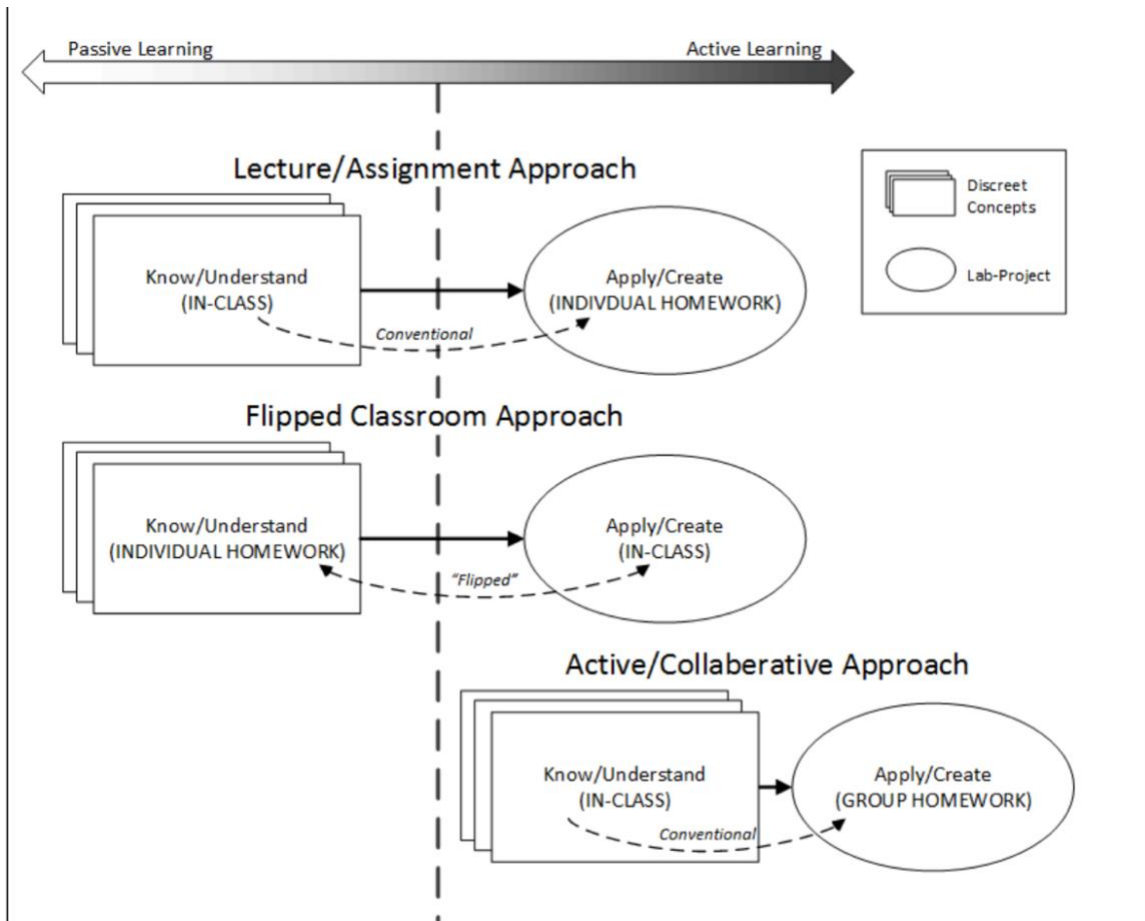 Passive Learning
Active Learning
Lecture/Assignment Approach
Discreet
Concepts
Lab-Project
Know/Understand
(IN-CLASS)
Apply/Create
(INDIVDUAL HOMEWORK)
Conventional
Flipped Classroom Approach
Know/Understand
(INDIVIDUAL HOMEWORK)
Apply/Create
(IN-CLASS)
"Flipped"
Active/Collaberative Approach
Know/Understand
(IN-CLASS)
Apply/Create
(GROUP HOMEWORK)
Conventional